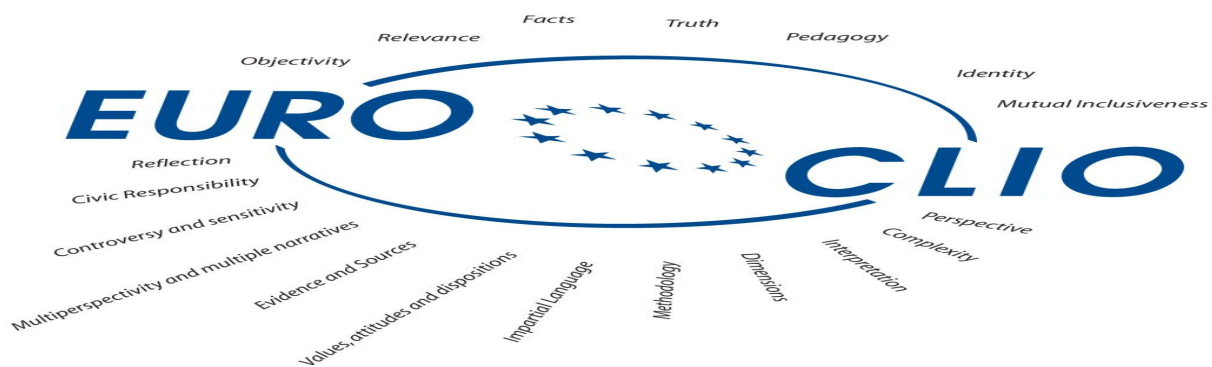 Facts
Truth
Relevance
Pedagogy
Objectivity
Identity
Mutual Inclusiveness
EURO
CLIO
Reflection
Civic Responsibility
Controversy and sensitivity
Multiperspectivity and multiple narratives
Evidence and Sources
Values, attitudes and dispositions
Impartial Language
Methodology
Dimensions
Interpretation
Complexity
Perspective